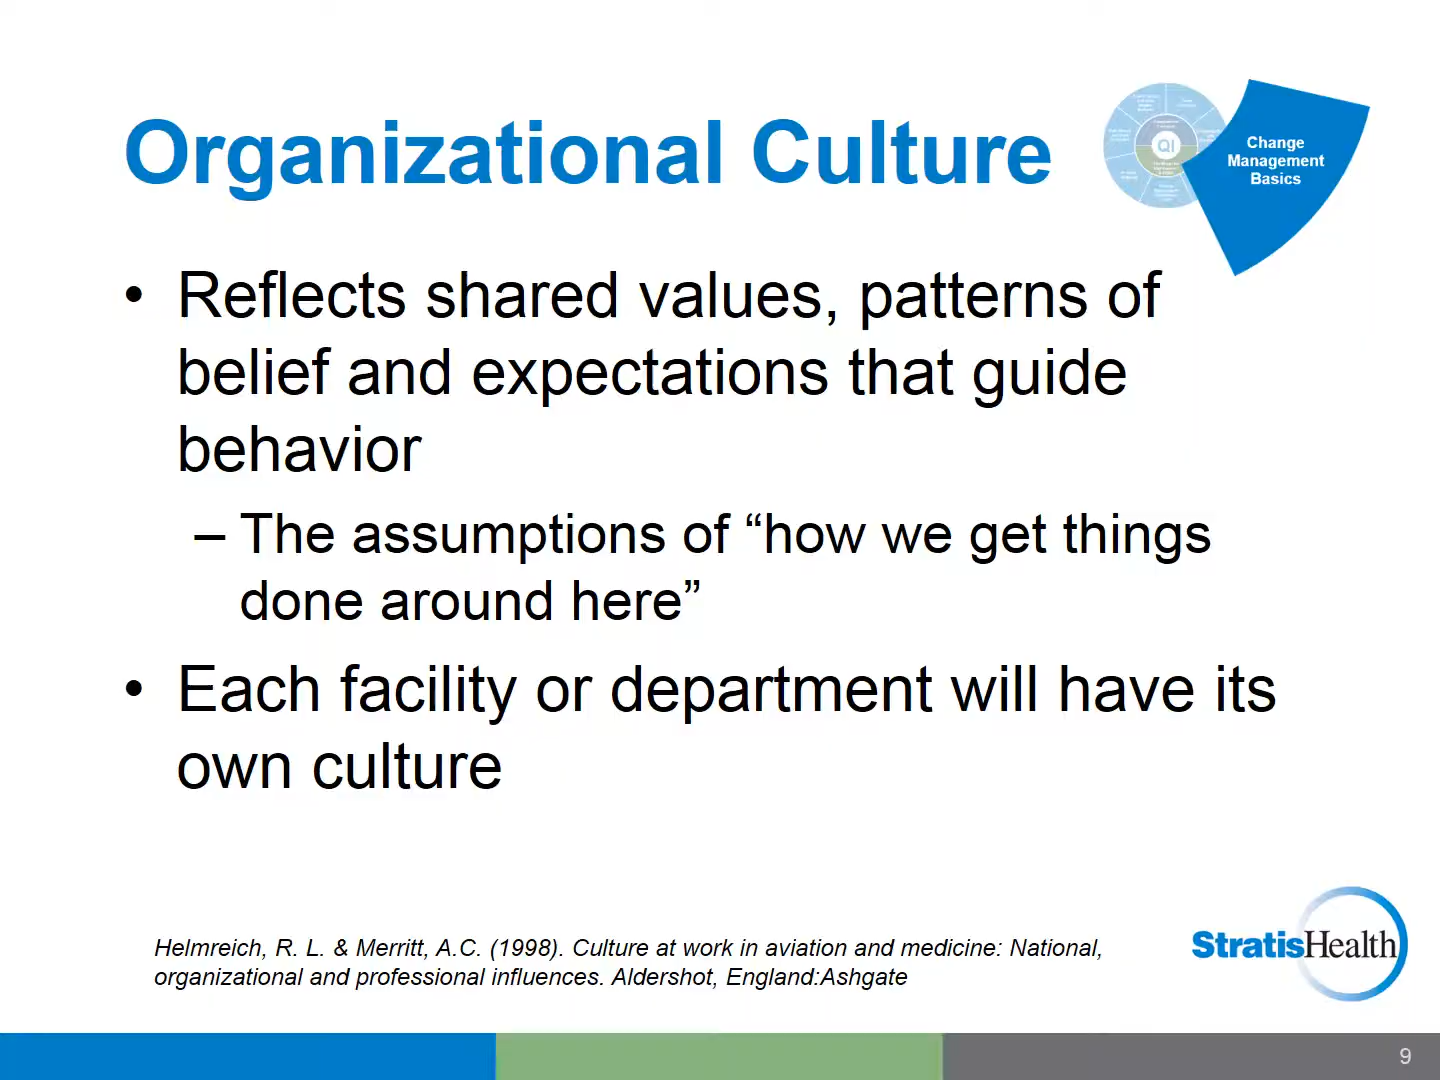 Organizational Culture
QI
Change
Management
Basics
• Reflects shared values, patterns of
belief and expectations that guide
behavior
– The assumptions of “how we get things
done around here”
• Each facility or department will have its
own culture
Helmreich, R. L. & Merritt, A.C. (1998). Culture at work in aviation and medicine: National,
organizational and professional influences. Aldershot, England:Ashgate
StratisHealth
9